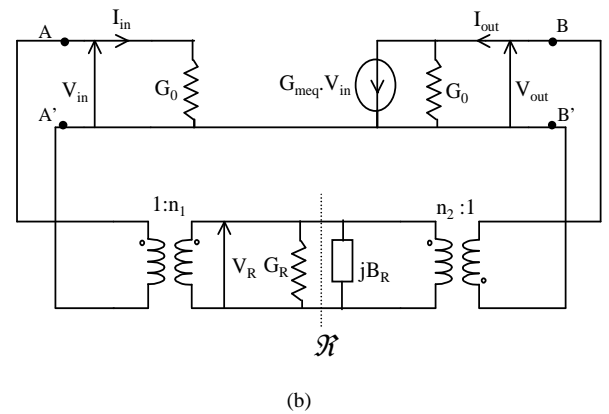 A
I_in
I_out
B
V_in
G_0
G_meq.V_in
G_0
V_out
A'
B'
1:n_1
n_2 :1
V_R
G_R
jB_R
ℜ
(b)